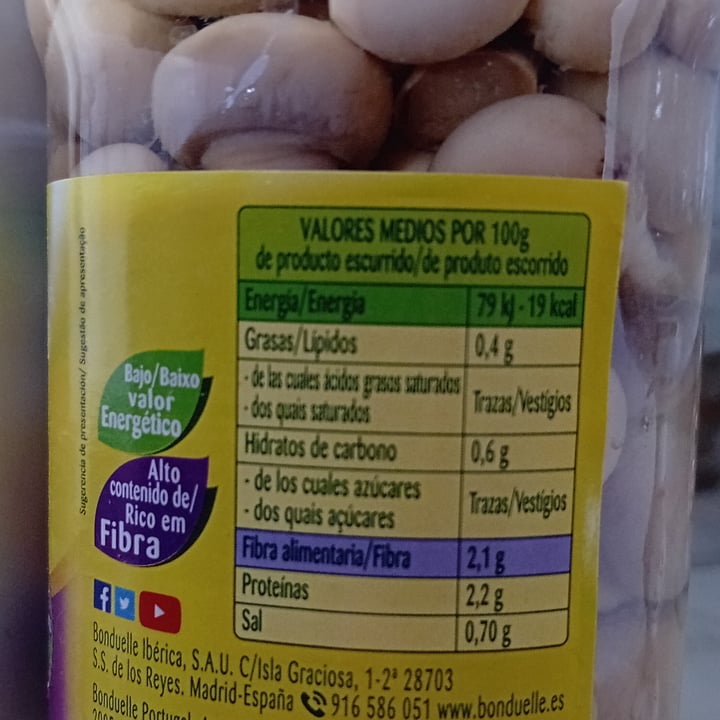 VALORES MEDIOS POR 100g
de producto escurrido/de produto escorrido
Energía/Energia 79 kJ - 19 kcal
Grasas/Lípidos 0,4 g
- de las cuales ácidos grasos saturados
- dos quais saturados
Trazas/Vestígios
Hidratos de carbono 0,6 g
- de los cuales azúcares
- dos quais açúcares
Trazas/Vestígios
Fibra alimentaria/Fibra 2,1 g
Proteínas 2,2 g
Sal 0,70 g
Sugerencia de presentación/ Sugestão de apresentação
Bajo/Baixo
valor
Energético
Alto
contenido de/
Rico em
Fibra
Bonduelle Ibérica, S.A.U. C/Isla Graciosa, 1-2ª 28703
S.S. de los Reyes. Madrid-España 916 586 051 www.bonduelle.es
Bonduelle